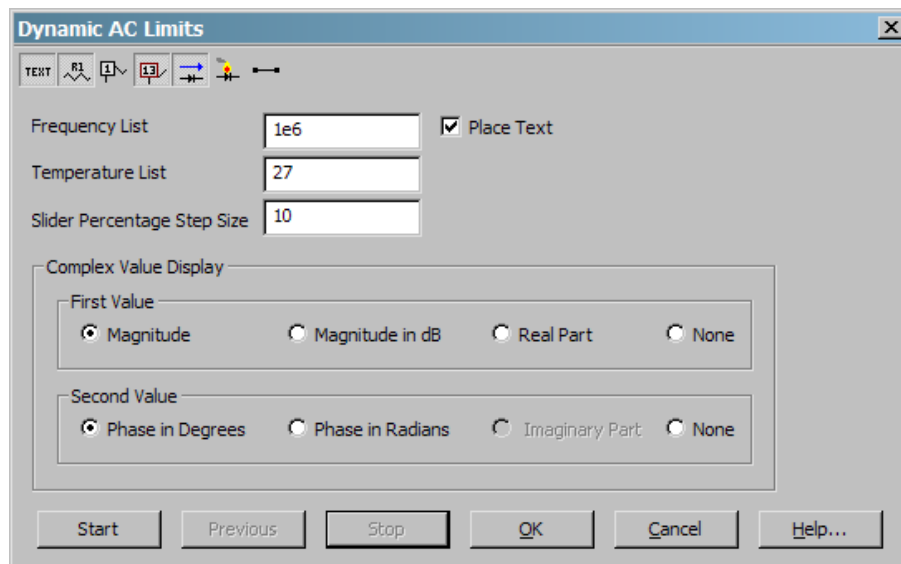 Dynamic AC Limits
TEXT R1 1 13
Frequency List 1e6 Place Text
Temperature List 27
Slider Percentage Step Size 10
Complex Value Display
First Value
Magnitude Magnitude in dB Real Part None
Second Value
Phase in Degrees Phase in Radians Imaginary Part None
Start Previous Stop OK Cancel Help...